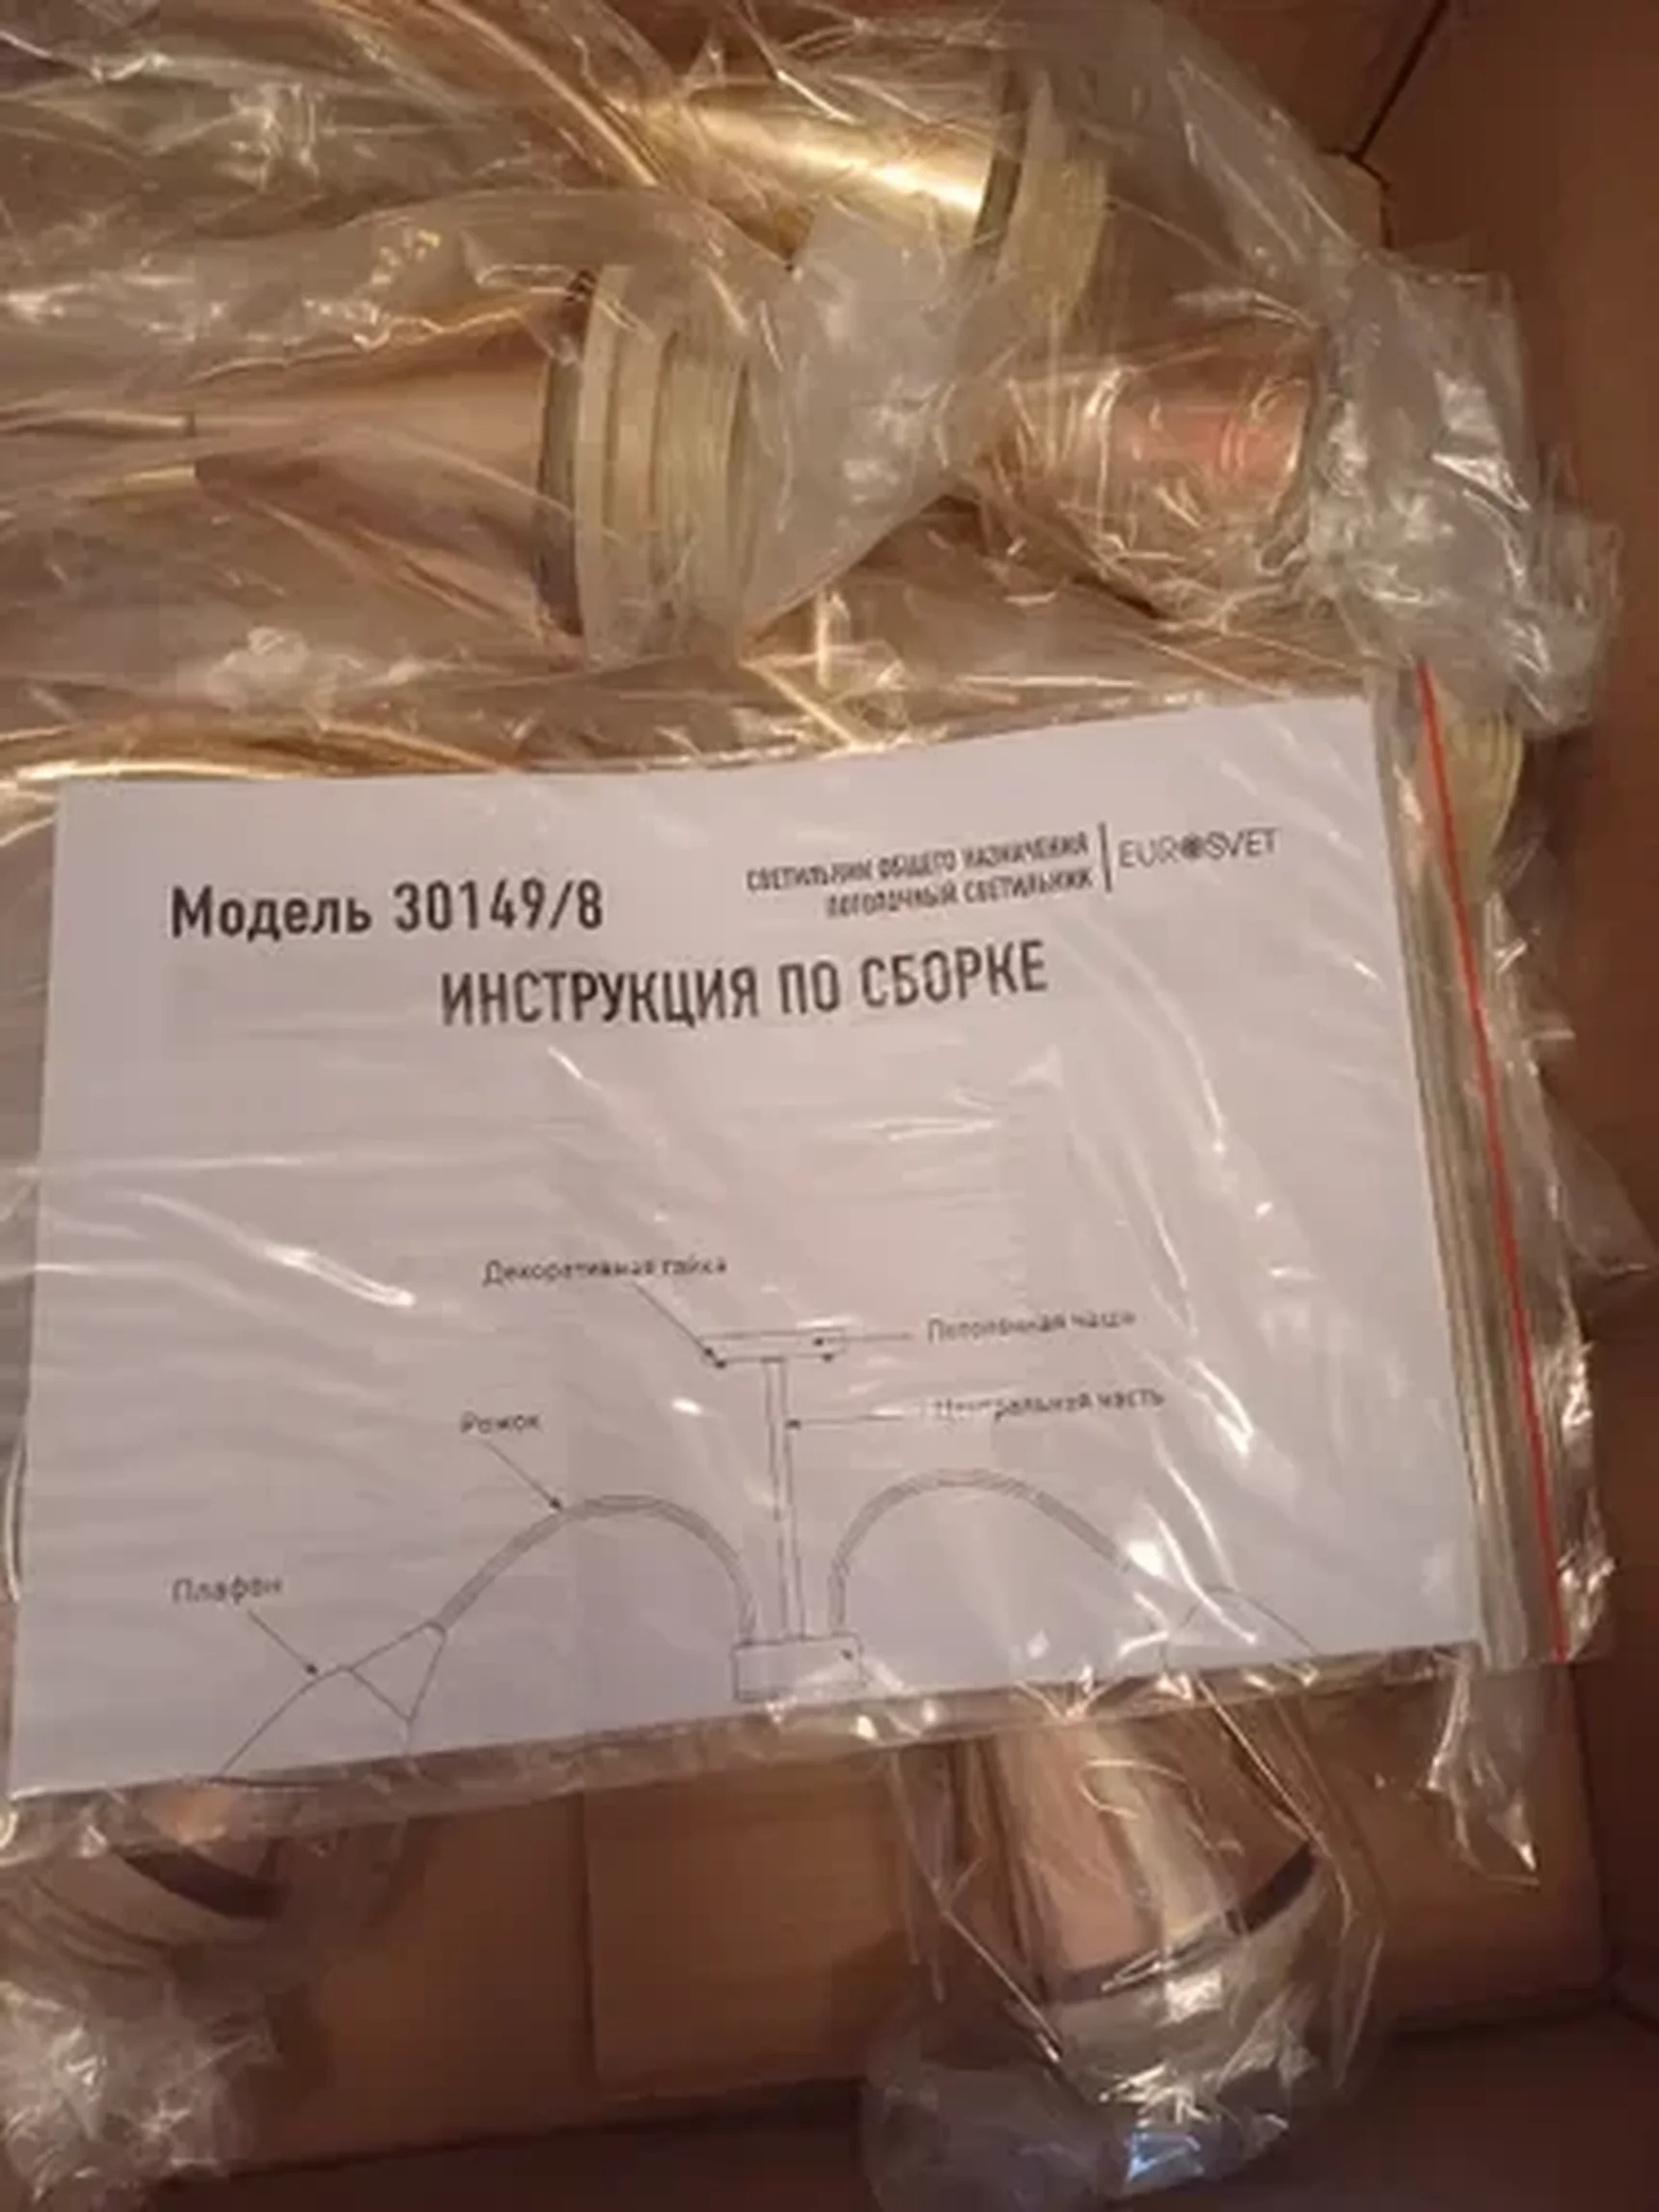 СВЕТИЛЬНИК ОБЩЕГО НАЗНАЧЕНИЯ
ПОТОЛОЧНЫЙ СВЕТИЛЬНИК
EUROSVET
Модель 30149/8
ИНСТРУКЦИЯ ПО СБОРКЕ
Декоративная гайка
Потолочная чаша
Центральная часть
Рожок
Плафон